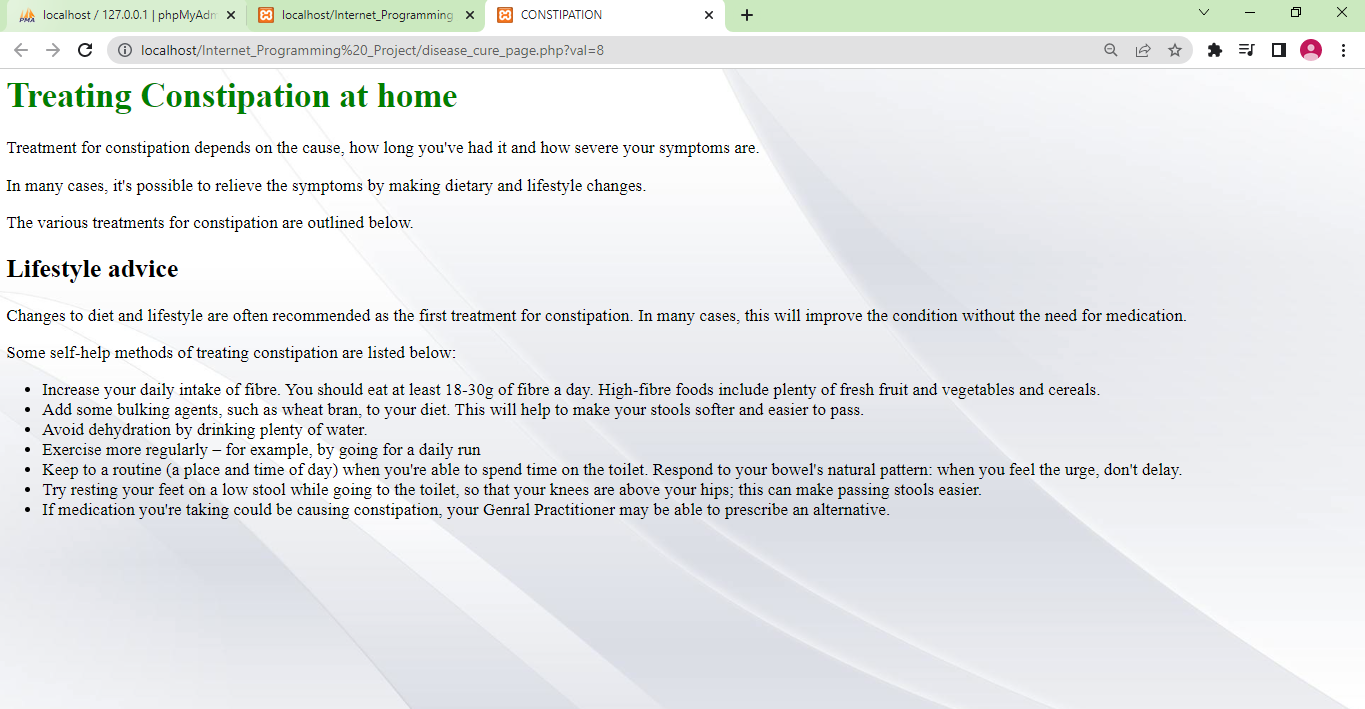 localhost / 127.0.0.1 | phpMyAdm
localhost/Internet_Programming
CONSTIPATION
localhost/Internet_Programming%20_Project/disease_cure_page.php?val=8
Treating Constipation at home
Treatment for constipation depends on the cause, how long you've had it and how severe your symptoms are.
In many cases, it's possible to relieve the symptoms by making dietary and lifestyle changes.
The various treatments for constipation are outlined below.
Lifestyle advice
Changes to diet and lifestyle are often recommended as the first treatment for constipation. In many cases, this will improve the condition without the need for medication.
Some self-help methods of treating constipation are listed below:
• Increase your daily intake of fibre. You should eat at least 18-30g of fibre a day. High-fibre foods include plenty of fresh fruit and vegetables and cereals.
• Add some bulking agents, such as wheat bran, to your diet. This will help to make your stools softer and easier to pass.
• Avoid dehydration by drinking plenty of water.
• Exercise more regularly – for example, by going for a daily run
• Keep to a routine (a place and time of day) when you're able to spend time on the toilet. Respond to your bowel's natural pattern: when you feel the urge, don't delay.
• Try resting your feet on a low stool while going to the toilet, so that your knees are above your hips; this can make passing stools easier.
• If medication you're taking could be causing constipation, your Genral Practitioner may be able to prescribe an alternative.